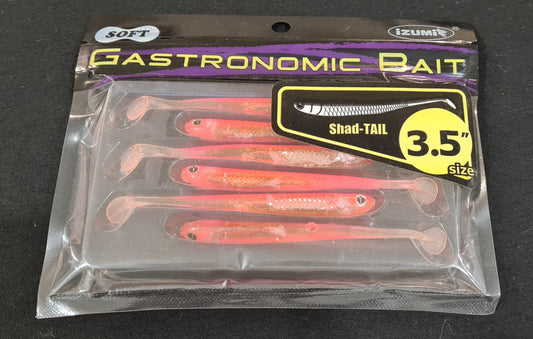 SOFT
IZUMI
GASTRONOMIC BAIT
Shad-TAIL
3.5"
size